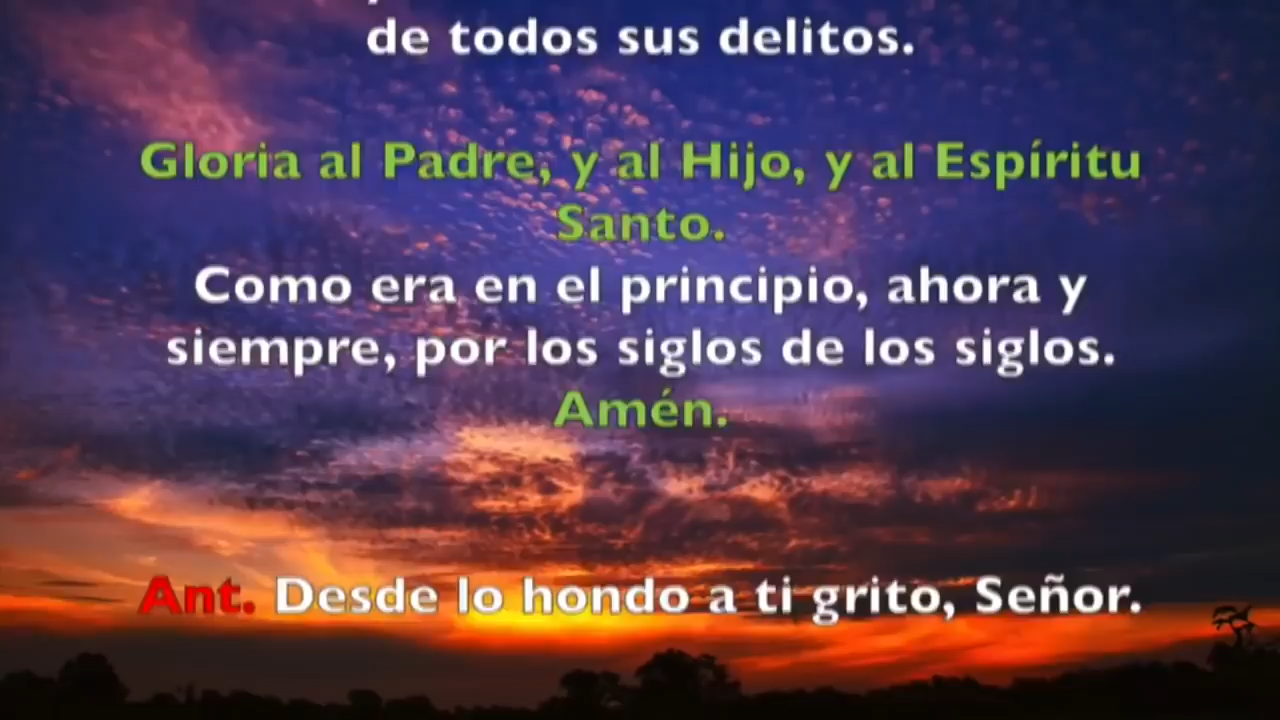 de todos sus delitos.
Gloria al Padre, y al Hijo, y al Espíritu
Santo.
Como era en el principio, ahora y
siempre, por los siglos de los siglos.
Amén.
Ant. Desde lo hondo a ti grito, Señor.